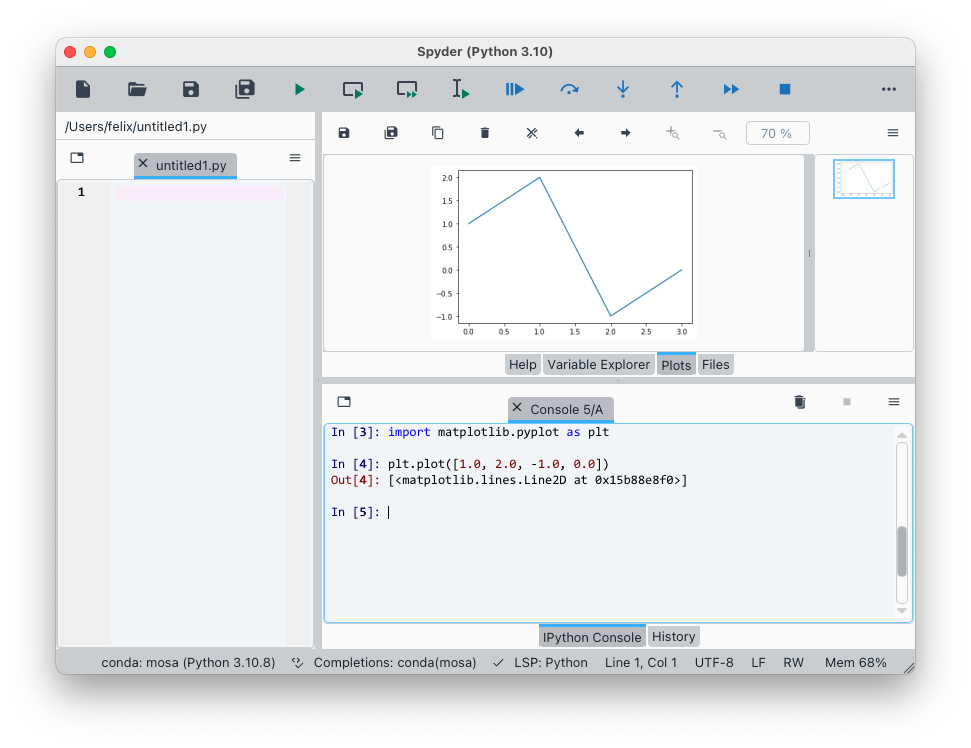 Spyder (Python 3.10)
/Users/felix/untitled1.py
untitled1.py
1
70 %
2.0
1.5
1.0
0.5
0.0
−0.5
−1.0
0.0 0.5 1.0 1.5 2.0 2.5 3.0
Help Variable Explorer Plots Files
Console 5/A
In [3]: import matplotlib.pyplot as plt
In [4]: plt.plot([1.0, 2.0, -1.0, 0.0])
Out[4]: [<matplotlib.lines.Line2D at 0x15b88e8f0>]
In [5]:
IPython Console History
conda: mosa (Python 3.10.8) Completions: conda(mosa) LSP: Python Line 1, Col 1 UTF-8 LF RW Mem 68%